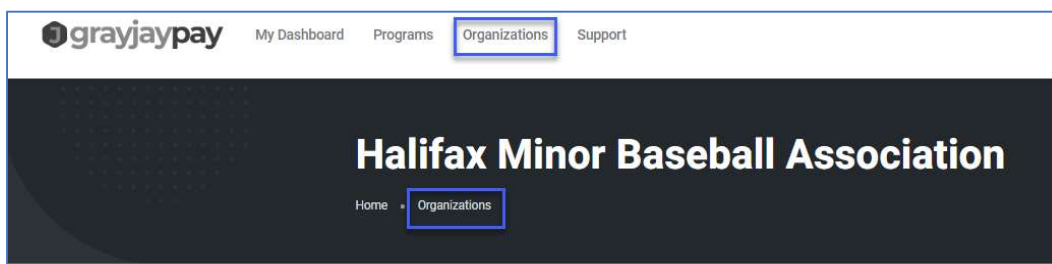 grayjaypay My Dashboard Programs Organizations Support
Halifax Minor Baseball Association
Home Organizations